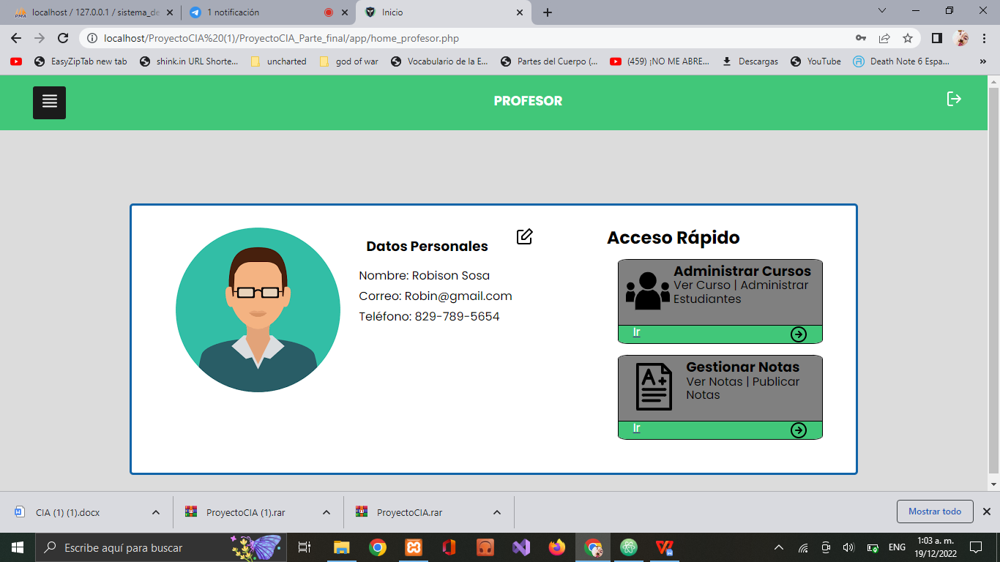 localhost / 127.0.0.1 / sistema_de
1 notificación
Inicio
localhost/ProyectoCIA%20(1)/ProyectoCIA_Parte_final/app/home_profesor.php
EasyZipTab new tab
shink.in URL Shorte...
uncharted
god of war
Vocabulario de la E...
Partes del Cuerpo (...
(459) ¡NO ME ABRE...
Descargas
YouTube
Death Note 6 Espa...
PROFESOR
Datos Personales
Nombre: Robison Sosa
Correo: Robin@gmail.com
Teléfono: 829-789-5654
Acceso Rápido
Administrar Cursos
Ver Curso | Administrar
Estudiantes
Ir
A+
Gestionar Notas
Ver Notas | Publicar
Notas
Ir
CIA (1) (1).docx
ProyectoCIA (1).rar
ProyectoCIA.rar
Mostrar todo
Escribe aquí para buscar
ENG
1:03 a. m.
19/12/2022